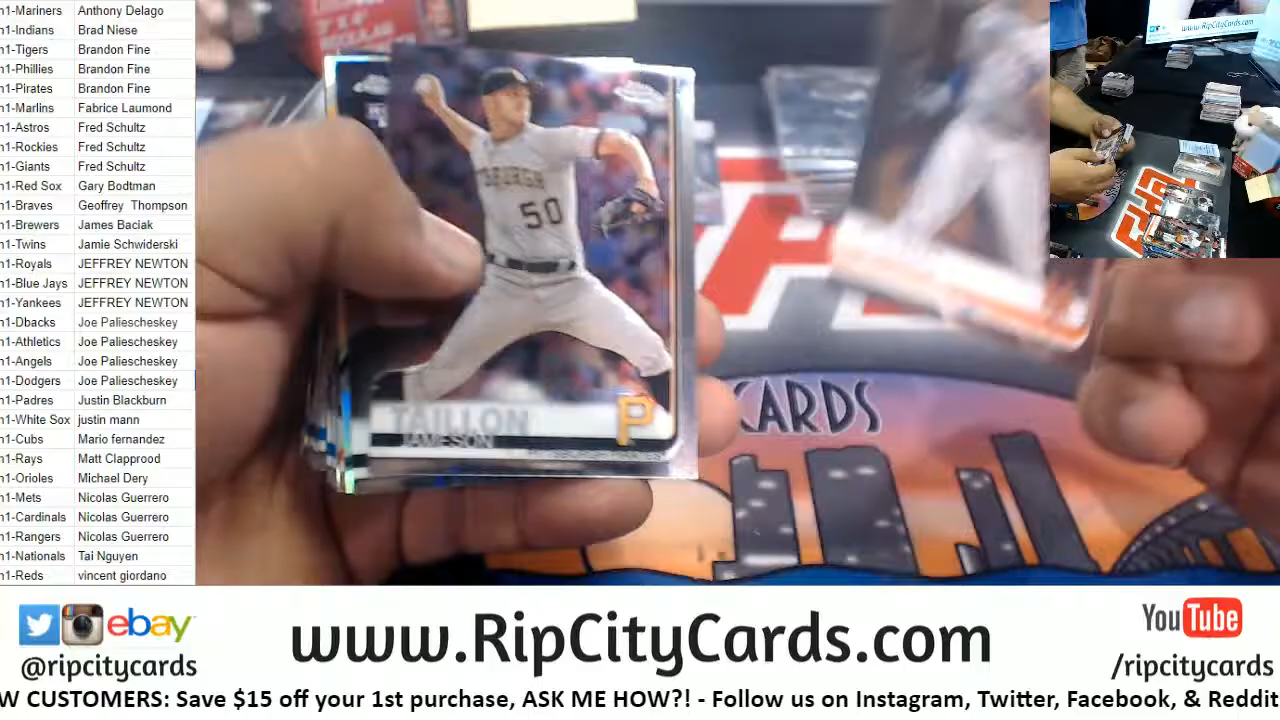 n1-Mariners Anthony Delago
n1-Indians Brad Niese
n1-Tigers Brandon Fine
n1-Phillies Brandon Fine
n1-Pirates Brandon Fine
n1-Marlins Fabrice Laumond
n1-Astros Fred Schultz
n1-Rockies Fred Schultz
n1-Giants Fred Schultz
n1-Red Sox Gary Bodtman
n1-Braves Geoffrey Thompson
n1-Brewers James Baciak
n1-Twins Jamie Schwiderski
n1-Royals JEFFREY NEWTON
n1-Blue Jays JEFFREY NEWTON
n1-Yankees JEFFREY NEWTON
n1-Dbacks Joe Paliescheskey
n1-Athletics Joe Paliescheskey
n1-Angels Joe Paliescheskey
n1-Dodgers Joe Paliescheskey
n1-Padres Justin Blackburn
n1-White Sox justin mann
n1-Cubs Mario fernandez
n1-Rays Matt Clapprood
n1-Orioles Michael Dery
n1-Mets Nicolas Guerrero
n1-Cardinals Nicolas Guerrero
n1-Rangers Nicolas Guerrero
n1-Nationals Tai Nguyen
n1-Reds vincent giordano
50
TAILLON
JAMESON
P
CARDS
www.RipCityCards.com
ebay
@ripcitycards
www.RipCityCards.com
YouTube
/ripcitycards
W CUSTOMERS: Save $15 off your 1st purchase, ASK ME HOW?! - Follow us on Instagram, Twitter, Facebook, & Reddit